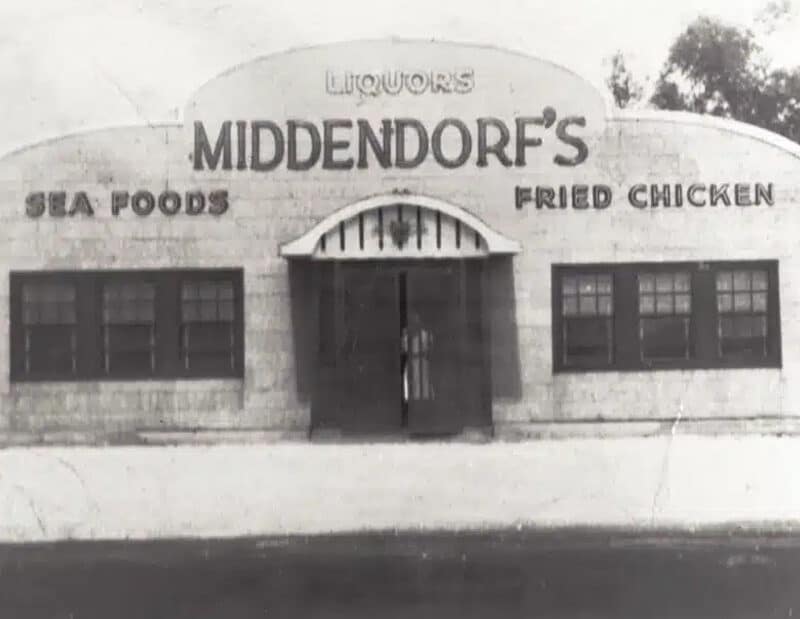 LIQUORS
MIDDENDORF'S
SEA FOODS
FRIED CHICKEN